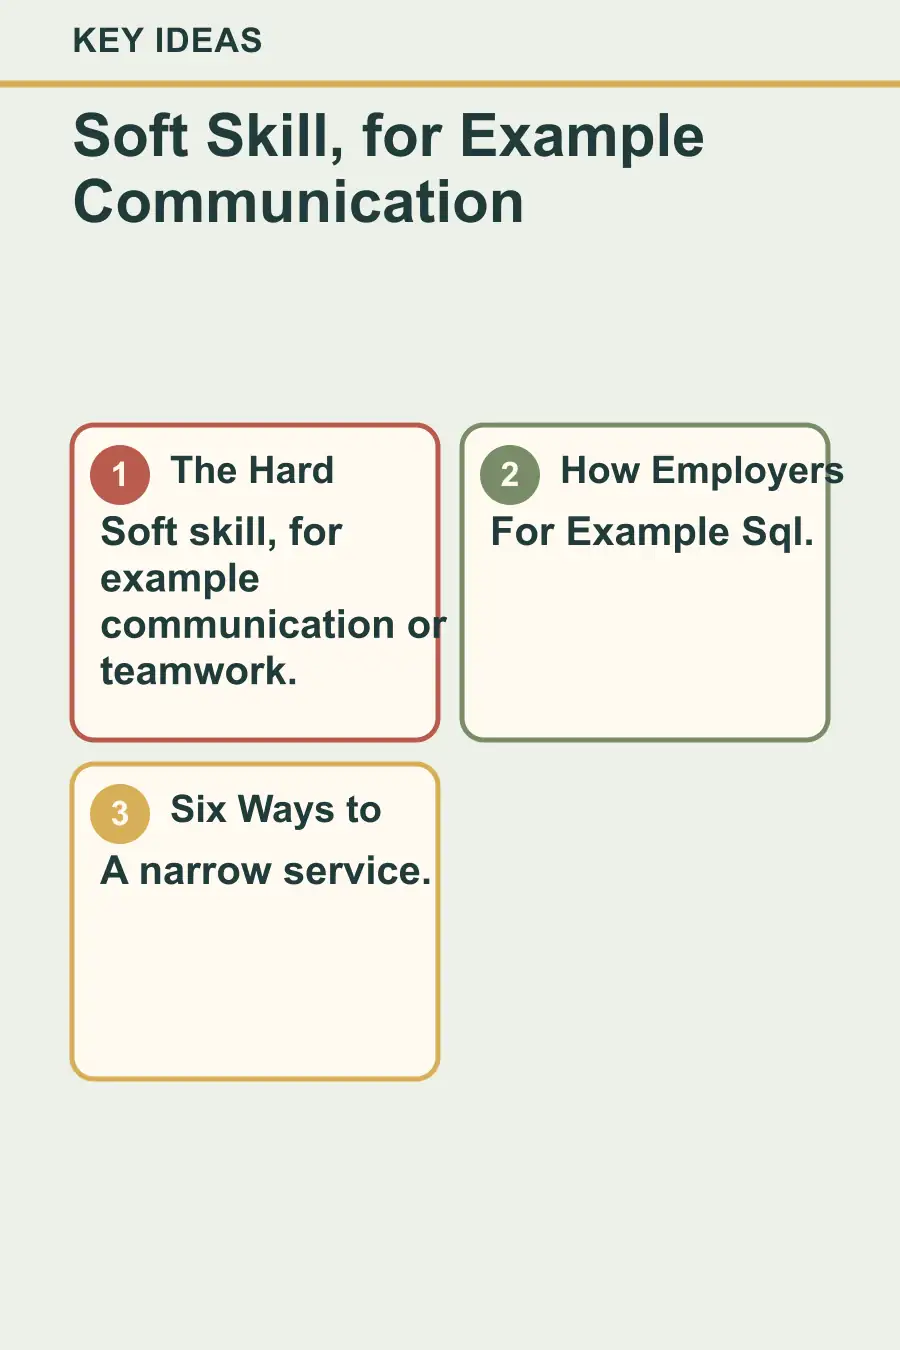 KEY IDEAS
Soft Skill, for Example
Communication
1 The Hard
Soft skill, for
example
communication or
teamwork.
2 How Employers
For Example Sql.
3 Six Ways to
A narrow service.